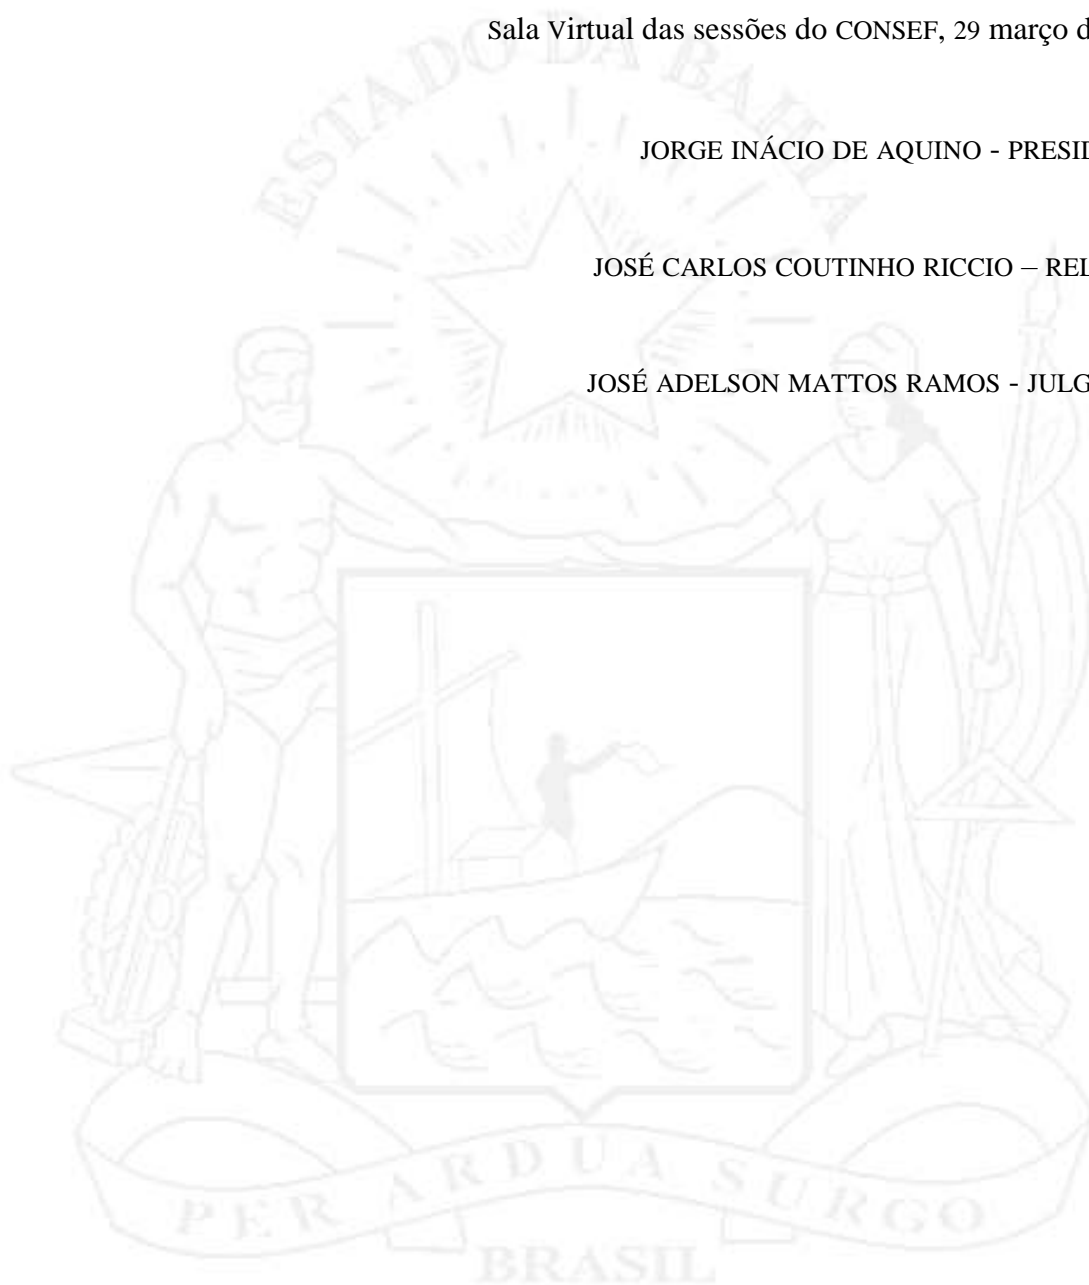 Sala Virtual das sessões do CONSEF, 29 março d
JORGE INÁCIO DE AQUINO - PRESI
JOSÉ CARLOS COUTINHO RICCIO – REL
JOSÉ ADELSON MATTOS RAMOS - JULG
ESTADO DA BAHIA
PER ARDUA SURGO
BRASIL